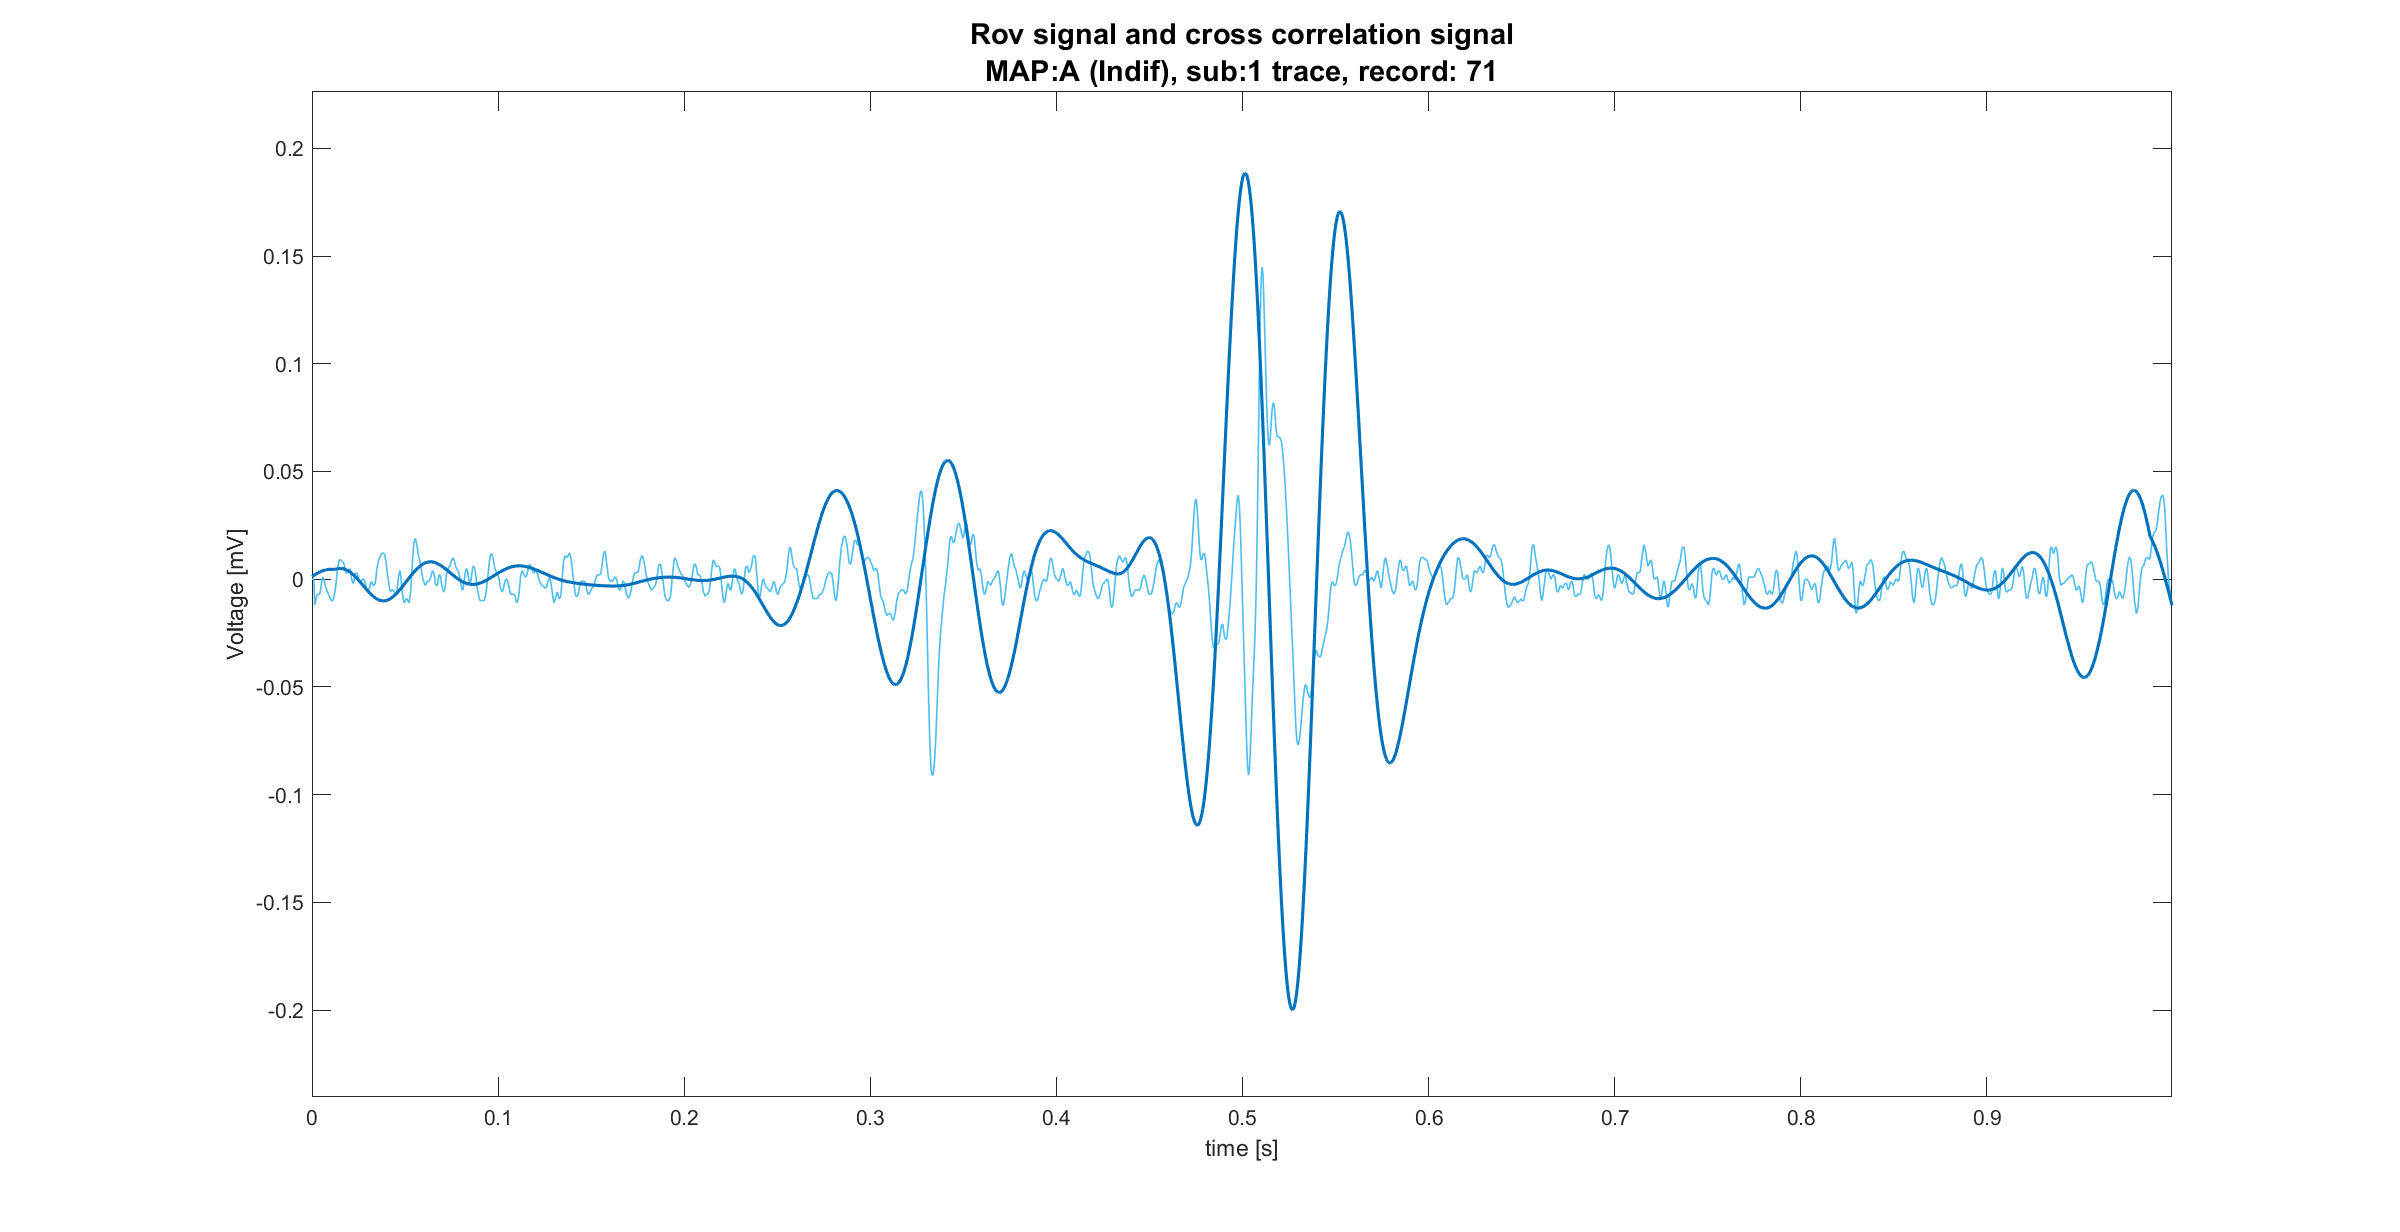 Rov signal and cross correlation signal
MAP:A (Indif), sub:1 trace, record: 71
0.2
0.15
0.1
0.05
0
-0.05
-0.1
-0.15
-0.2
Voltage [mV]
0 0.1 0.2 0.3 0.4 0.5 0.6 0.7 0.8 0.9
time [s]